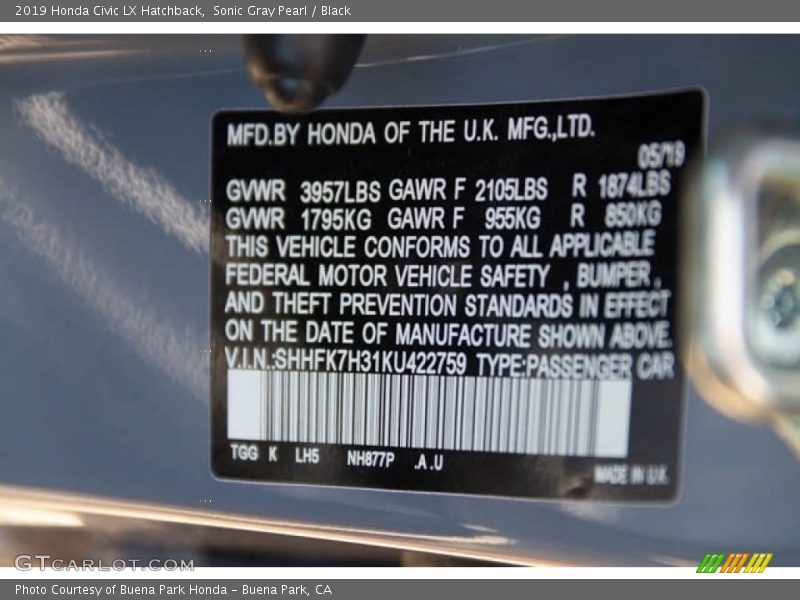 2019 Honda Civic LX Hatchback,  Sonic Gray Pearl / Black
MFD.BY HONDA OF THE U.K. MFG.,LTD.
05/19
GVWR 3957LBS GAWR F 2105LBS R 1874LBS
GVWR 1795KG GAWR F 955KG R 850KG
THIS VEHICLE CONFORMS TO ALL APPLICABLE
FEDERAL MOTOR VEHICLE SAFETY , BUMPER ,
AND THEFT PREVENTION STANDARDS IN EFFECT
ON THE DATE OF MANUFACTURE SHOWN ABOVE.
V.I.N.:SHHFK7H31KU422759 TYPE:PASSENGER CAR
TGG K LH5 NH877P .A.U
MADE IN U.K.
GTCARLOT.COM
Photo Courtesy of Buena Park Honda – Buena Park, CA